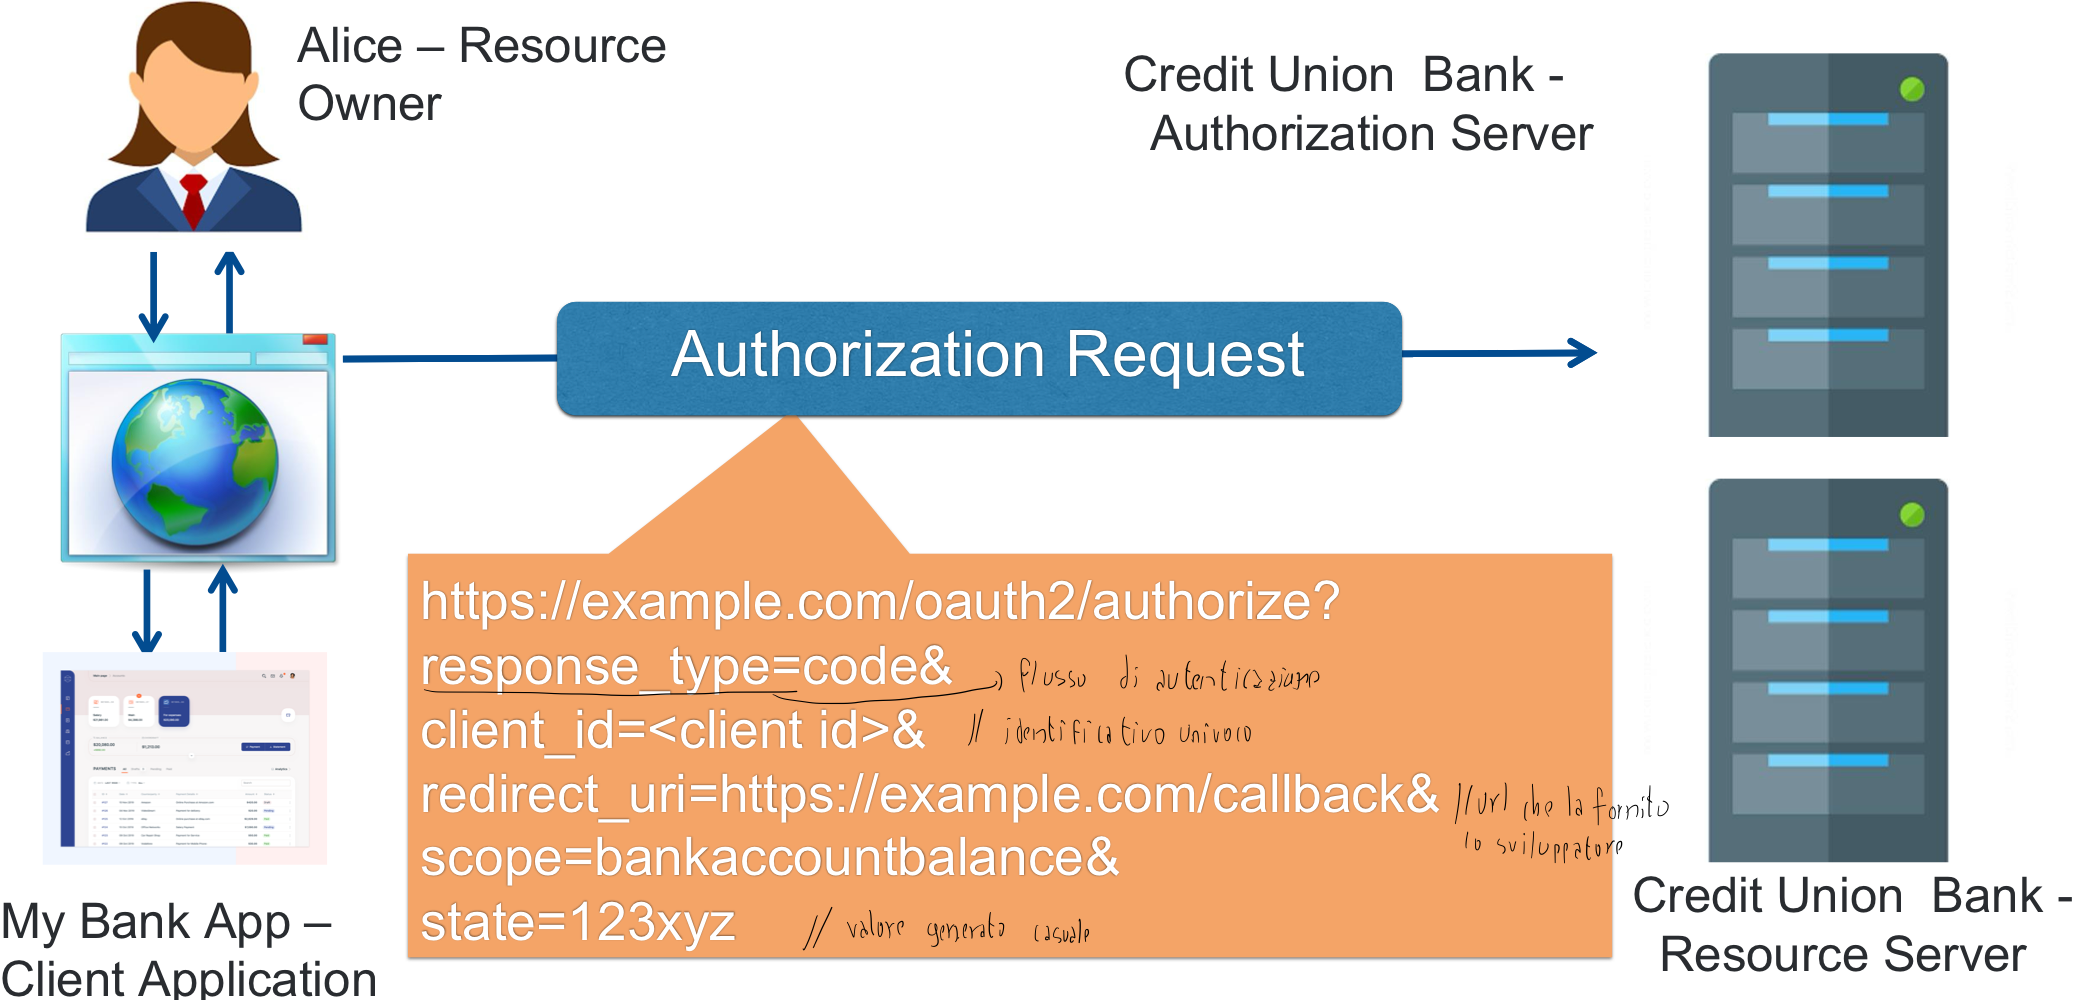 Alice – Resource
Owner
Credit Union Bank -
Authorization Server
Authorization Request
https://example.com/oauth2/authorize?
response_type=code&
flusso di autenticazione
client_id=<client id>&
// identificativo univoco
redirect_uri=https://example.com/callback&
//url che la fornito
lo sviluppatore
scope=bankaccountbalance&
state=123xyz
// valore generato casuale
My Bank App –
Client Application
PAYMENTS
Credit Union Bank -
Resource Server